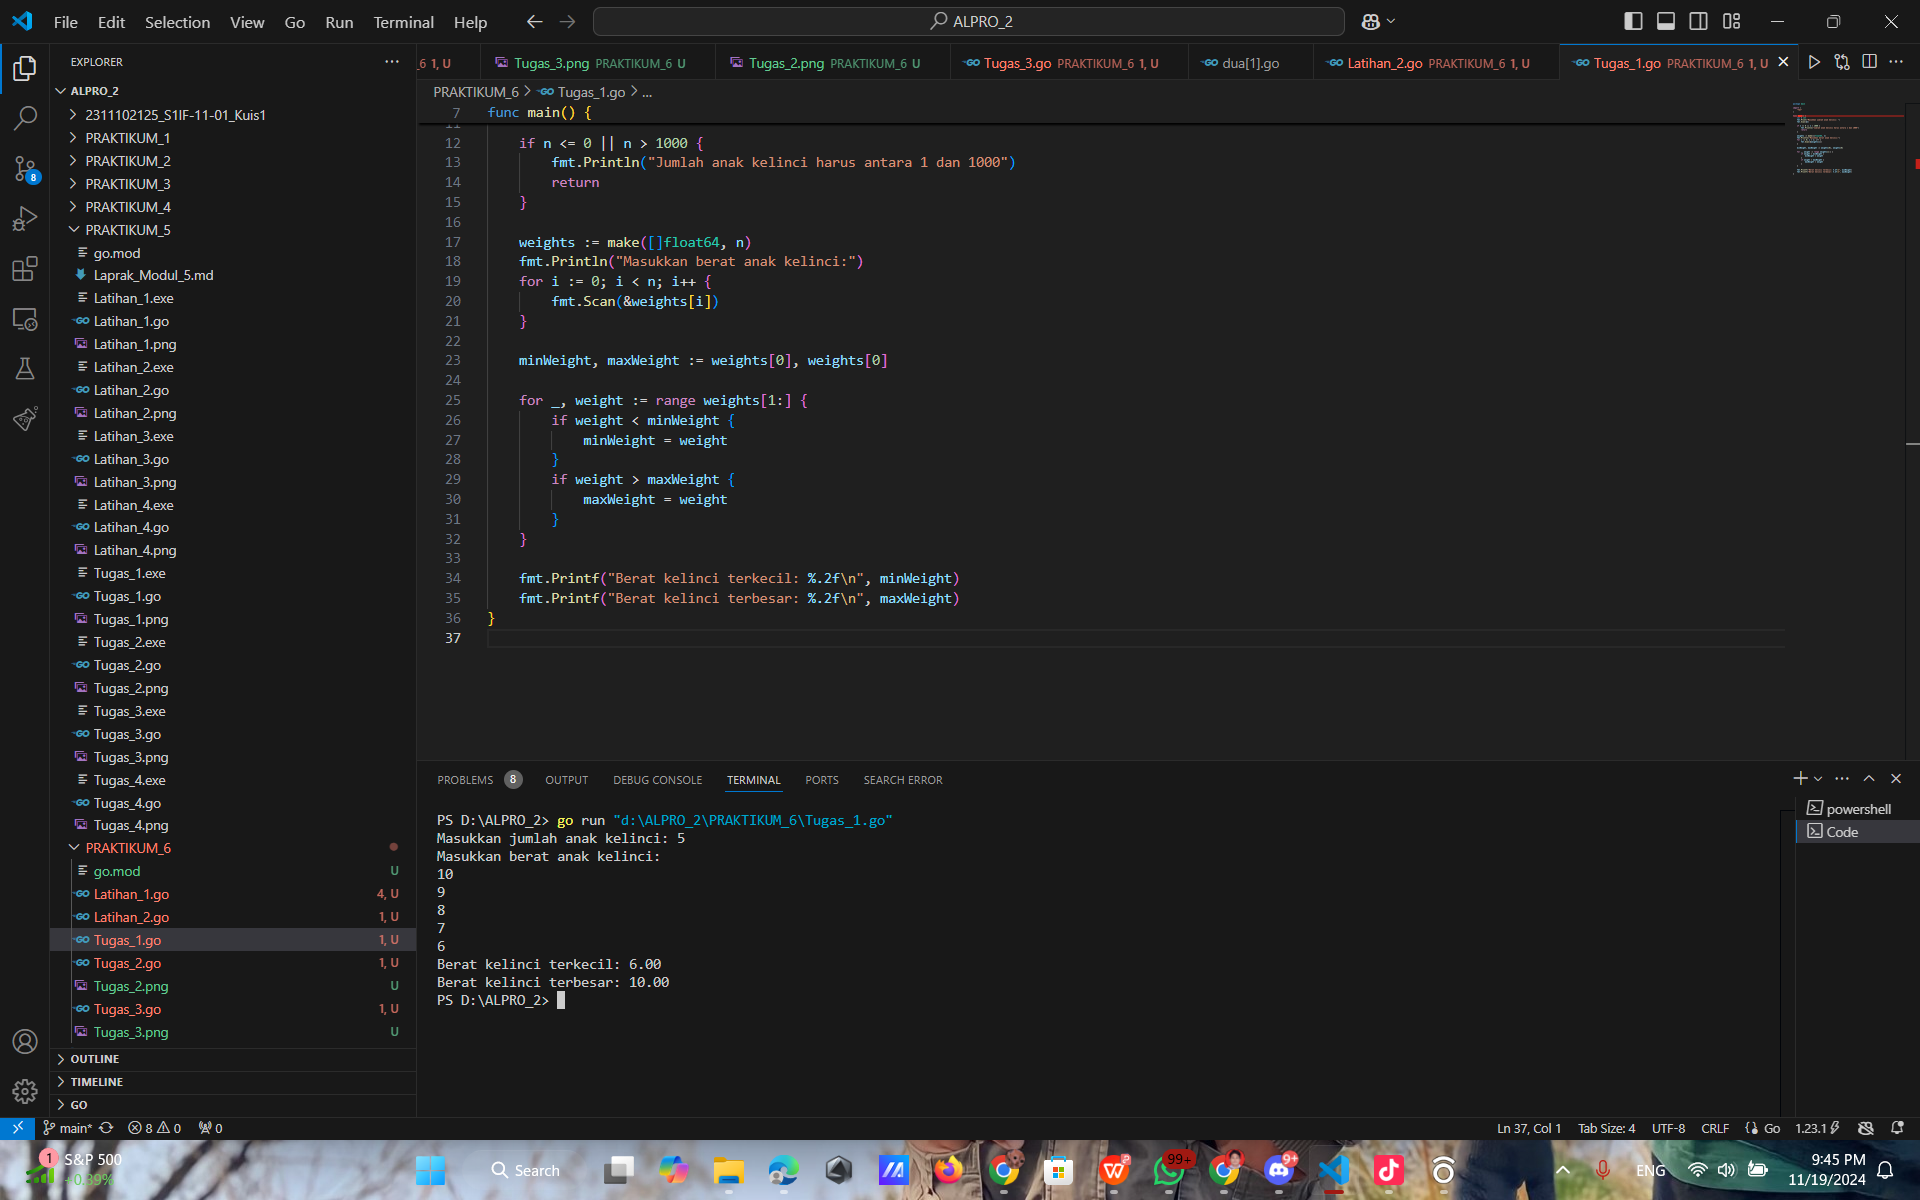 File Edit Selection View Go Run Terminal Help
ALPRO_2
EXPLORER
ALPRO_2
2311102125_S1IF-11-01_Kuis1
PRAKTIKUM_1
PRAKTIKUM_2
PRAKTIKUM_3
PRAKTIKUM_4
PRAKTIKUM_5
go.mod
Laprak_Modul_5.md
Latihan_1.exe
Latihan_1.go
Latihan_1.png
Latihan_2.exe
Latihan_2.go
Latihan_2.png
Latihan_3.exe
Latihan_3.go
Latihan_3.png
Latihan_4.exe
Latihan_4.go
Latihan_4.png
Tugas_1.exe
Tugas_1.go
Tugas_1.png
Tugas_2.exe
Tugas_2.go
Tugas_2.png
Tugas_3.exe
Tugas_3.go
Tugas_3.png
Tugas_4.exe
Tugas_4.go
Tugas_4.png
PRAKTIKUM_6
go.mod U
Latihan_1.go 4, U
Latihan_2.go 1, U
Tugas_1.go 1, U
Tugas_2.go 1, U
Tugas_2.png U
Tugas_3.go 1, U
Tugas_3.png U
OUTLINE
TIMELINE
GO
8
_6 1, U Tugas_3.png PRAKTIKUM_6 U Tugas_2.png PRAKTIKUM_6 U Tugas_3.go PRAKTIKUM_6 1, U dua[1].go Latihan_2.go PRAKTIKUM_6 1, U Tugas_1.go PRAKTIKUM_6 1, U
PRAKTIKUM_6 > Tugas_1.go > ...
7 func main() {
12 if n <= 0 || n > 1000 {
13 fmt.Println("Jumlah anak kelinci harus antara 1 dan 1000")
14 return
15 }
16
17 weights := make([]float64, n)
18 fmt.Println("Masukkan berat anak kelinci:")
19 for i := 0; i < n; i++ {
20 fmt.Scan(&weights[i])
21 }
22
23 minWeight, maxWeight := weights[0], weights[0]
24
25 for _, weight := range weights[1:] {
26 if weight < minWeight {
27 minWeight = weight
28 }
29 if weight > maxWeight {
30 maxWeight = weight
31 }
32 }
33
34 fmt.Printf("Berat kelinci terkecil: %.2f\n", minWeight)
35 fmt.Printf("Berat kelinci terbesar: %.2f\n", maxWeight)
36 }
37
PROBLEMS 8 OUTPUT DEBUG CONSOLE TERMINAL PORTS SEARCH ERROR
PS D:\ALPRO_2> go run "d:\ALPRO_2\PRAKTIKUM_6\Tugas_1.go"
Masukkan jumlah anak kelinci: 5
Masukkan berat anak kelinci:
10
9
8
7
6
Berat kelinci terkecil: 6.00
Berat kelinci terbesar: 10.00
PS D:\ALPRO_2>
powershell
Code
main* 8 0 0 Ln 37, Col 1 Tab Size: 4 UTF-8 CRLF Go 1.23.1
1
S&P 500
+0.39%
Search
99+
9+
ENG
9:45 PM
11/19/2024